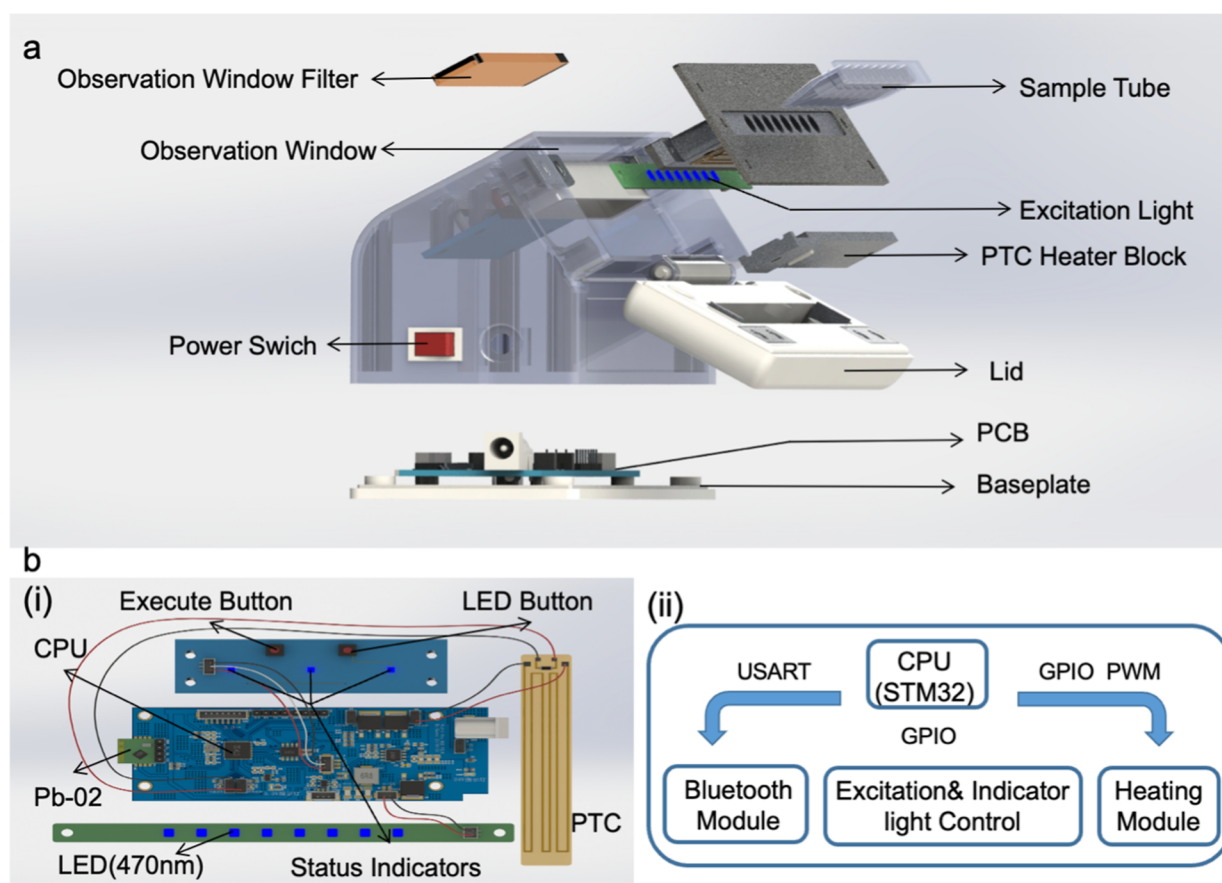 a
Observation Window Filter
Sample Tube
Observation Window
Excitation Light
PTC Heater Block
Power Swich
Lid
PCB
Baseplate
b
(i)
Execute Button
LED Button
CPU
Pb-02
PTC
LED(470nm)
Status Indicators
(ii)
USART
CPU
(STM32)
GPIO PWM
GPIO
Bluetooth
Module
Excitation& Indicator
light Control
Heating
Module